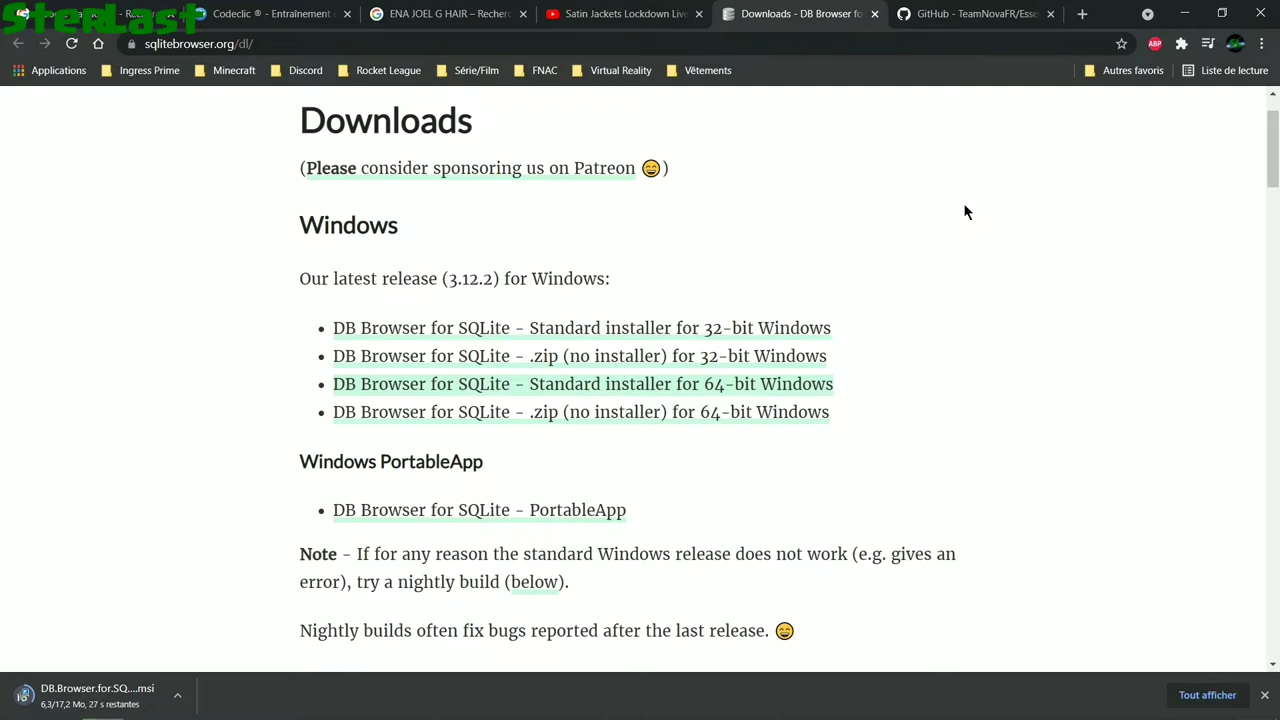 SterLast
Codeclic ® - Entraînement
ENA JOEL G HAIR – Recher
Satin Jackets Lockdown Live
Downloads - DB Browser fo
GitHub - TeamNovaFR/Esse
sqlitebrowser.org/dl/
ABP
Applications
Ingress Prime
Minecraft
Discord
Rocket League
Série/Film
FNAC
Virtual Reality
Vêtements
Autres favoris
Liste de lecture
Downloads
(Please consider sponsoring us on Patreon 😄)
Windows
Our latest release (3.12.2) for Windows:
• DB Browser for SQLite - Standard installer for 32-bit Windows
• DB Browser for SQLite - .zip (no installer) for 32-bit Windows
• DB Browser for SQLite - Standard installer for 64-bit Windows
• DB Browser for SQLite - .zip (no installer) for 64-bit Windows
Windows PortableApp
• DB Browser for SQLite - PortableApp
Note - If for any reason the standard Windows release does not work (e.g. gives an
error), try a nightly build (below).
Nightly builds often fix bugs reported after the last release. 😄
DB.Browser.for.SQ....msi
6,3/17,2 Mo, 27 s restantes
Tout afficher